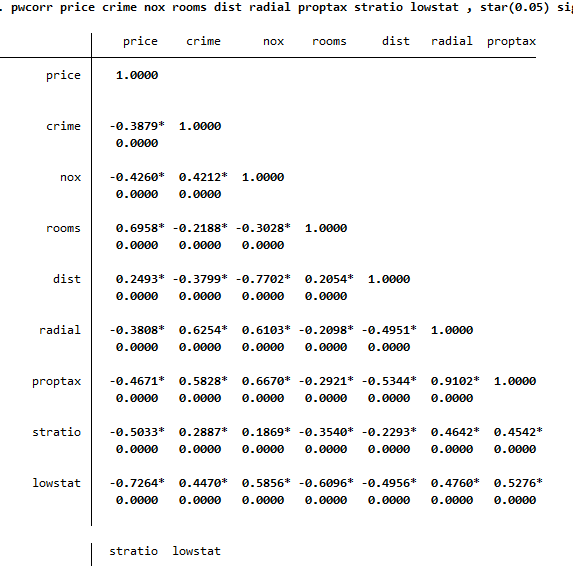 . pwcorr price crime nox rooms dist radial proptax stratio lowstat , star(0.05) sig
price crime nox rooms dist radial proptax
price 1.0000
crime -0.3879* 1.0000
0.0000
nox -0.4260* 0.4212* 1.0000
0.0000 0.0000
rooms 0.6958* -0.2188* -0.3028* 1.0000
0.0000 0.0000 0.0000
dist 0.2493* -0.3799* -0.7702* 0.2054* 1.0000
0.0000 0.0000 0.0000 0.0000
radial -0.3808* 0.6254* 0.6103* -0.2098* -0.4951* 1.0000
0.0000 0.0000 0.0000 0.0000 0.0000
proptax -0.4671* 0.5828* 0.6670* -0.2921* -0.5344* 0.9102* 1.0000
0.0000 0.0000 0.0000 0.0000 0.0000 0.0000
stratio -0.5033* 0.2887* 0.1869* -0.3540* -0.2293* 0.4642* 0.4542*
0.0000 0.0000 0.0000 0.0000 0.0000 0.0000 0.0000
lowstat -0.7264* 0.4470* 0.5856* -0.6096* -0.4956* 0.4760* 0.5276*
0.0000 0.0000 0.0000 0.0000 0.0000 0.0000 0.0000
stratio lowstat